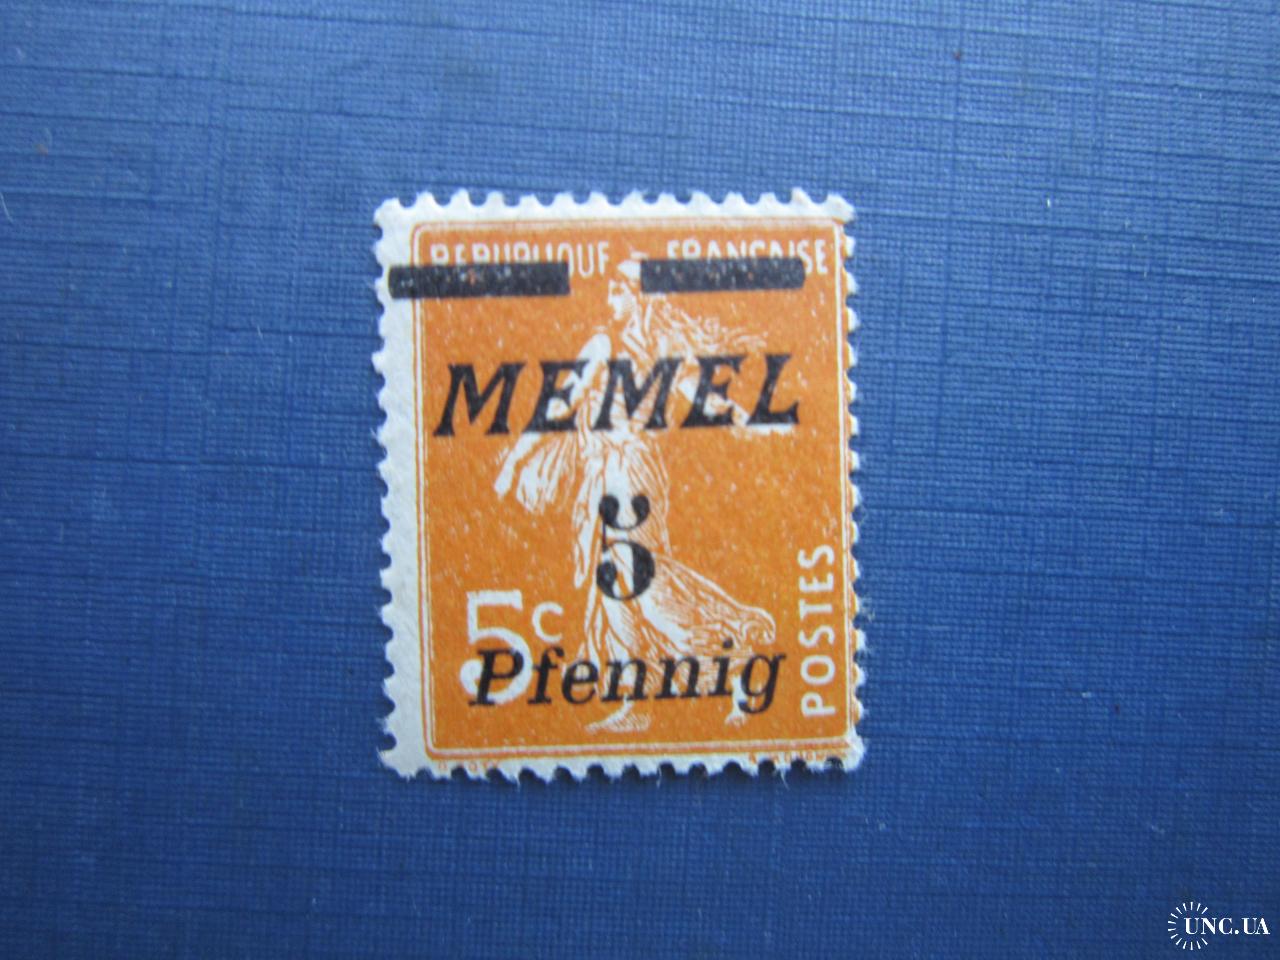 REPUBLIQUE FRANCAISE
MEMEL
5
5c
Pfennig
POSTES
UNC.UA